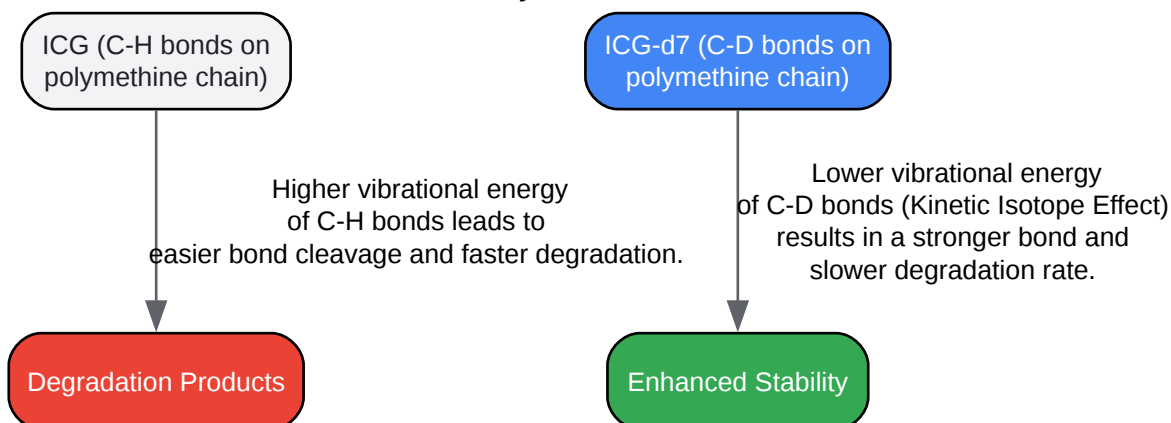 ICG (C-H bonds on
polymethine chain)
ICG-d7 (C-D bonds on
polymethine chain)
Higher vibrational energy
of C-H bonds leads to
easier bond cleavage and faster degradation.
Lower vibrational energy
of C-D bonds (Kinetic Isotope Effect)
results in a stronger bond and
slower degradation rate.
Degradation Products
Enhanced Stability